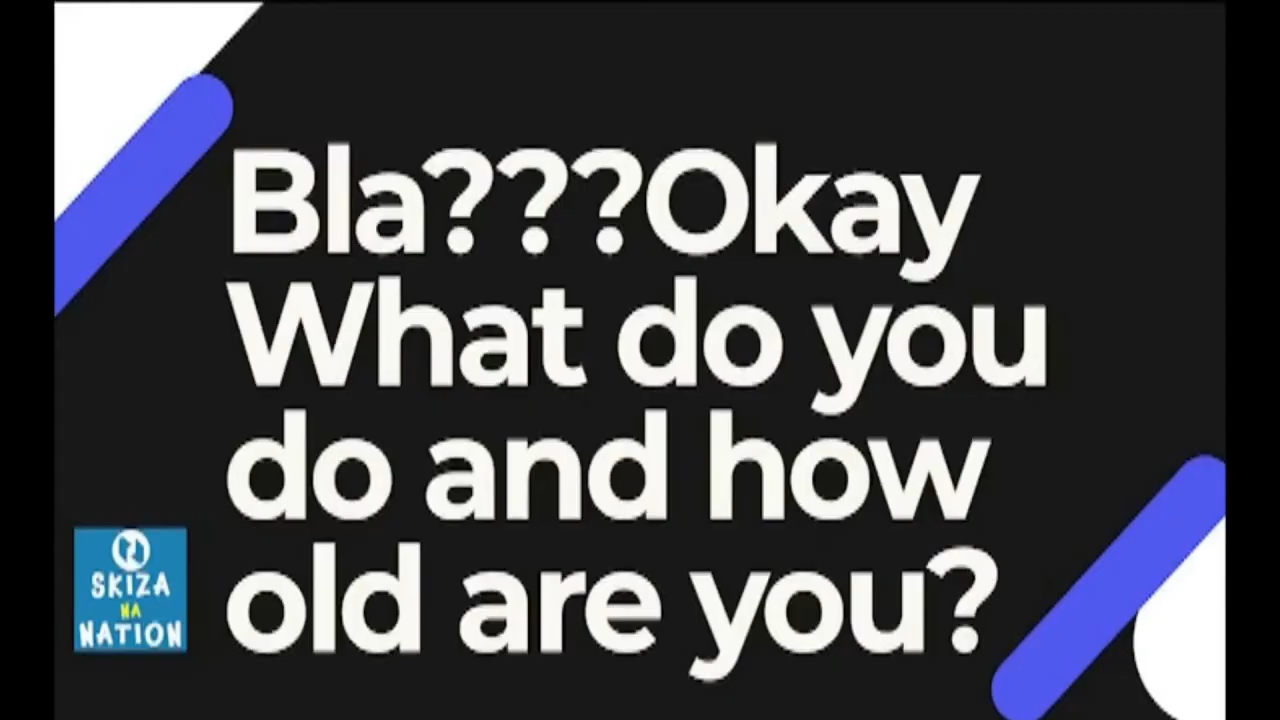 Bla???Okay
What do you
do and how
old are you?
SKIZA
NA
NATION